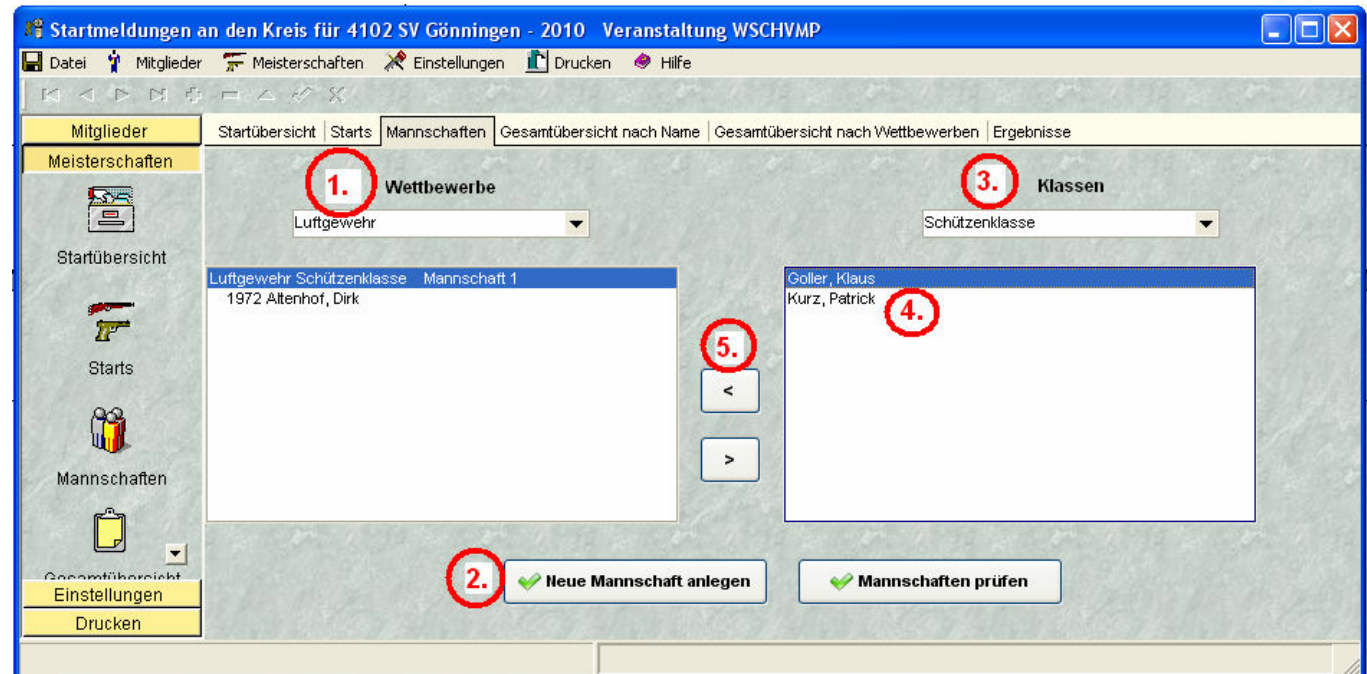 Startmeldungen an den Kreis für 4102 SV Gönningen - 2010 Veranstaltung WSCHVMP
Datei Mitglieder Meisterschaften Einstellungen Drucken Hilfe
Mitglieder
Meisterschaften
Startübersicht
Starts
Mannschaften
Gesamtübersicht
Einstellungen
Drucken
Startübersicht Starts Mannschaften Gesamtübersicht nach Name Gesamtübersicht nach Wettbewerben Ergebnisse
1. Wettbewerbe
Luftgewehr
3. Klassen
Schützenklasse
Luftgewehr Schützenklasse Mannschaft 1
1972 Altenhof, Dirk
5.
<
>
Goller, Klaus
Kurz, Patrick
4.
2. Neue Mannschaft anlegen
Mannschaften prüfen